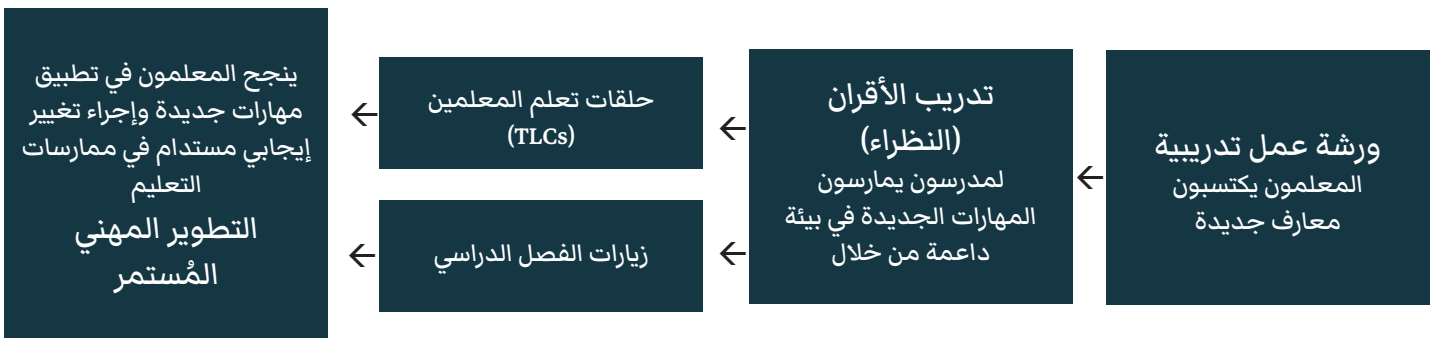 ورشة عمل تدريبية
المعلمون يكتسبون
معارف جديدة
تدريب الأقران
(النظراء)
لمدرسون يمارسون
المهارات الجديدة في بيئة
داعمة من خلال
حلقات تعلم المعلمين
(TLCs)
زيارات الفصل الدراسي
ينجح المعلمون في تطبيق
مهارات جديدة وإجراء تغيير
إيجابي مستدام في ممارسات
التعليم
التطوير المهني
المُستمر